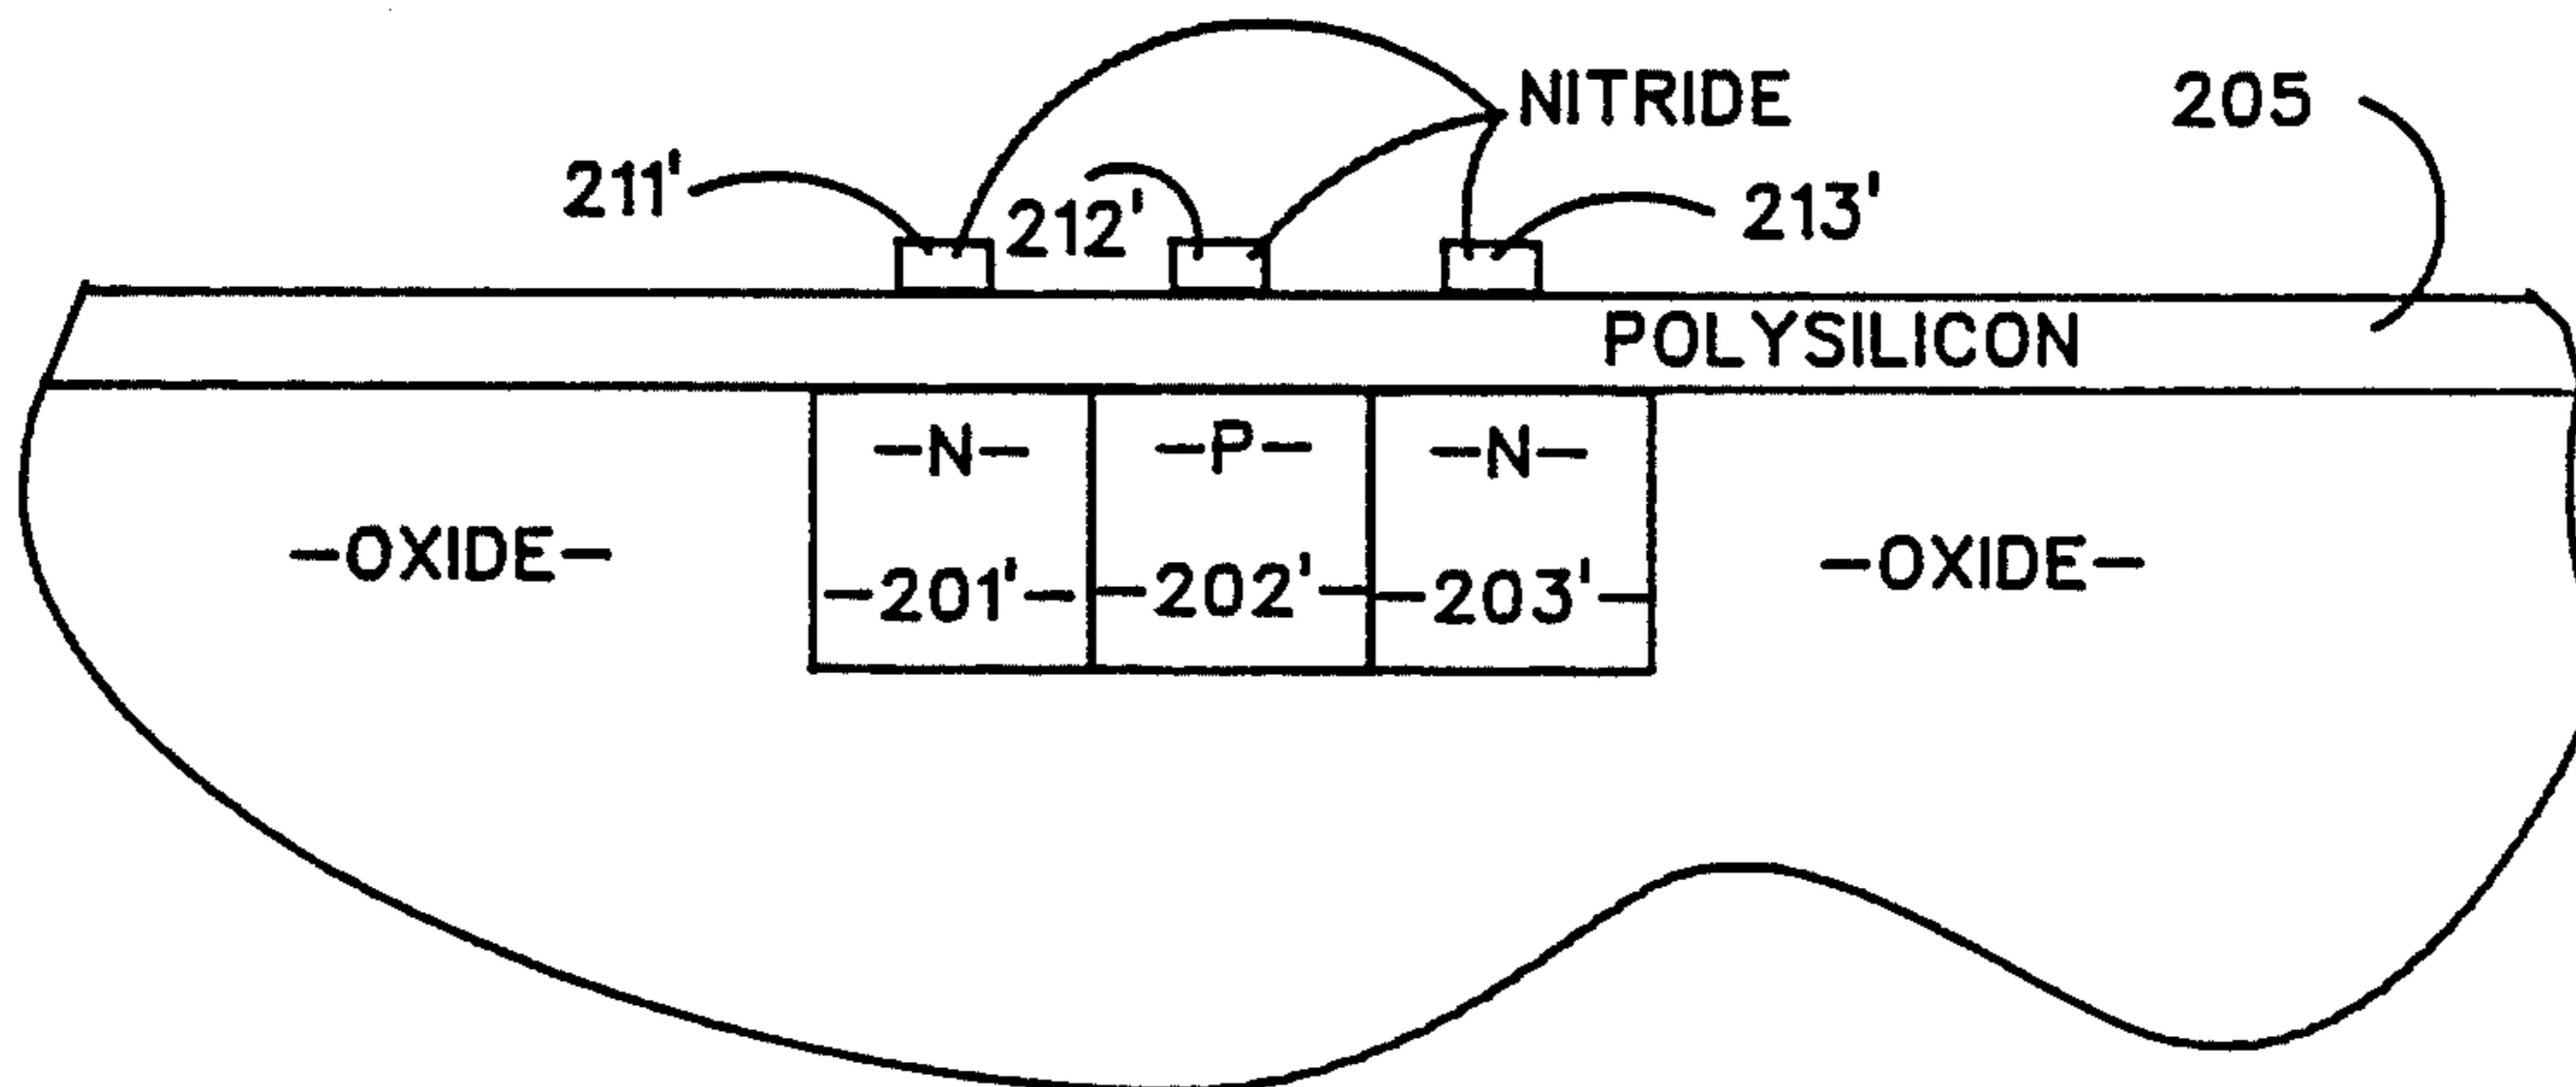 NITRIDE
205
211'
212'
213'
POLYSILICON
-N-
-P-
-N-
-OXIDE-
-201'-
-202'-
-203'-
-OXIDE-